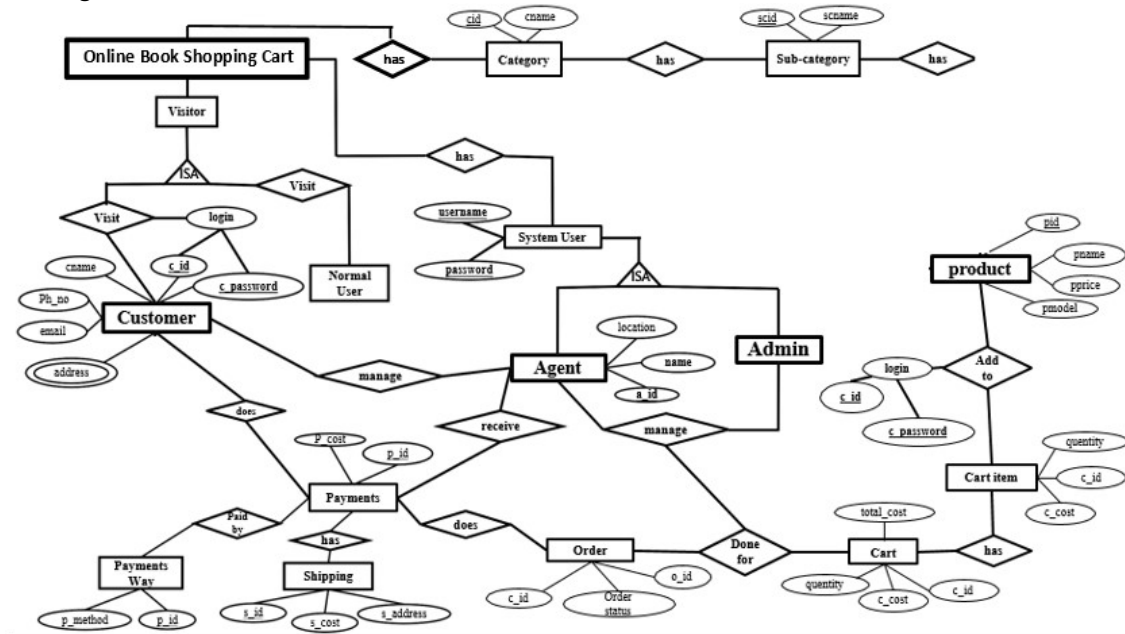 cid
cname
scid
scname
Online Book Shopping Cart
has
Category
has
Sub-category
has
Visitor
ISA
Visit
has
Visit
login
username
System User
password
c_id
c_password
cname
Normal
User
ISA
pid
product
pname
pprice
pmodel
Ph_no
Customer
email
address
location
Agent
name
a_id
Admin
manage
Add
to
login
c_id
c_password
does
receive
manage
P_cost
p_id
Payments
quentity
Cart item
c_id
c_cost
Paid
by
has
does
Order
Done
for
total_cost
Cart
has
Payments
Way
Shipping
p_method
p_id
s_id
s_cost
s_address
c_id
Order
status
o_id
quentity
c_cost
c_id